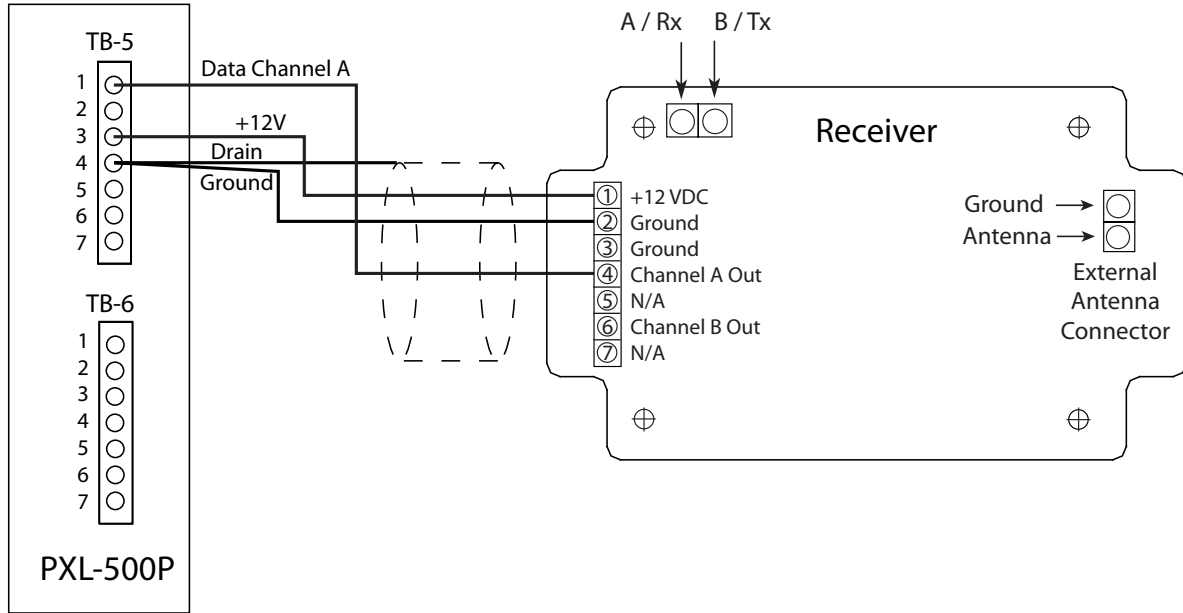 A / Rx B / Tx
TB-5
1
2
3
4
5
6
7
Data Channel A
+12V
Drain
Ground
TB-6
1
2
3
4
5
6
7
PXL-500P
Receiver
1 +12 VDC
2 Ground
3 Ground
4 Channel A Out
5 N/A
6 Channel B Out
7 N/A
Ground
Antenna
External
Antenna
Connector